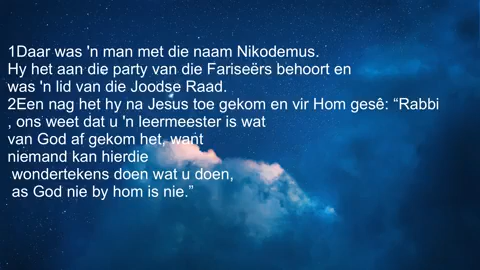 1Daar was 'n man met die naam Nikodemus.
Hy het aan die party van die Fariseërs behoort en
was 'n lid van die Joodse Raad.
2Een nag het hy na Jesus toe gekom en vir Hom gesê: “Rabbi
, ons weet dat u 'n leermeester is wat
van God af gekom het, want
niemand kan hierdie
wondertekens doen wat u doen,
as God nie by hom is nie.”